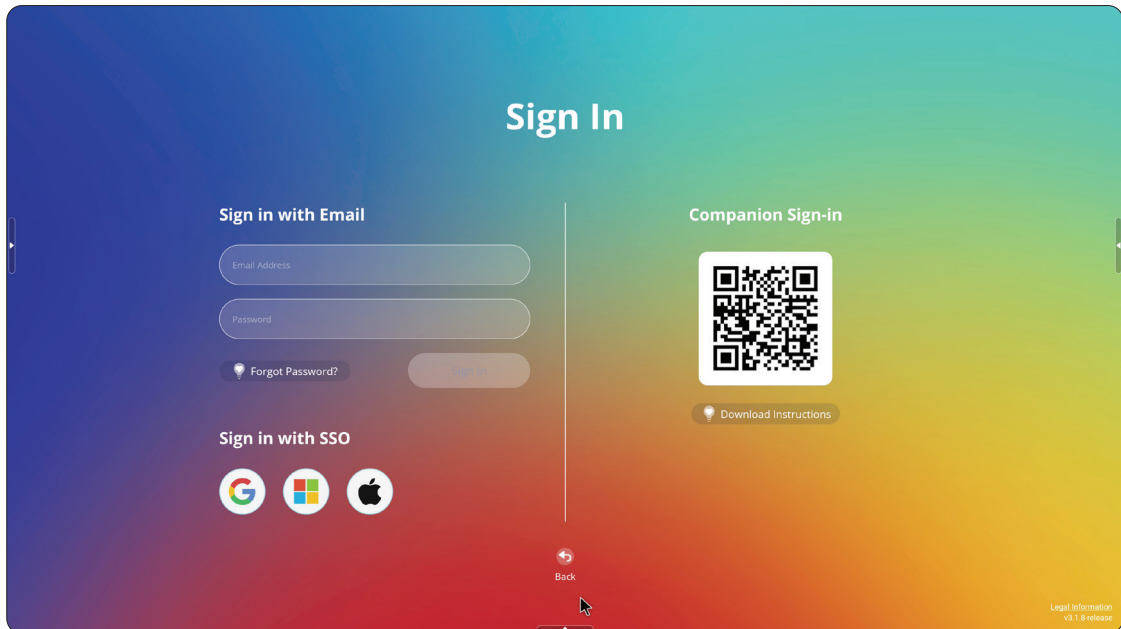 Sign In
Sign in with Email
Email Address
Password
Forgot Password?
Sign In
Sign in with SSO
Companion Sign-in
Download Instructions
Back
Legal Information
v3.1.8-release